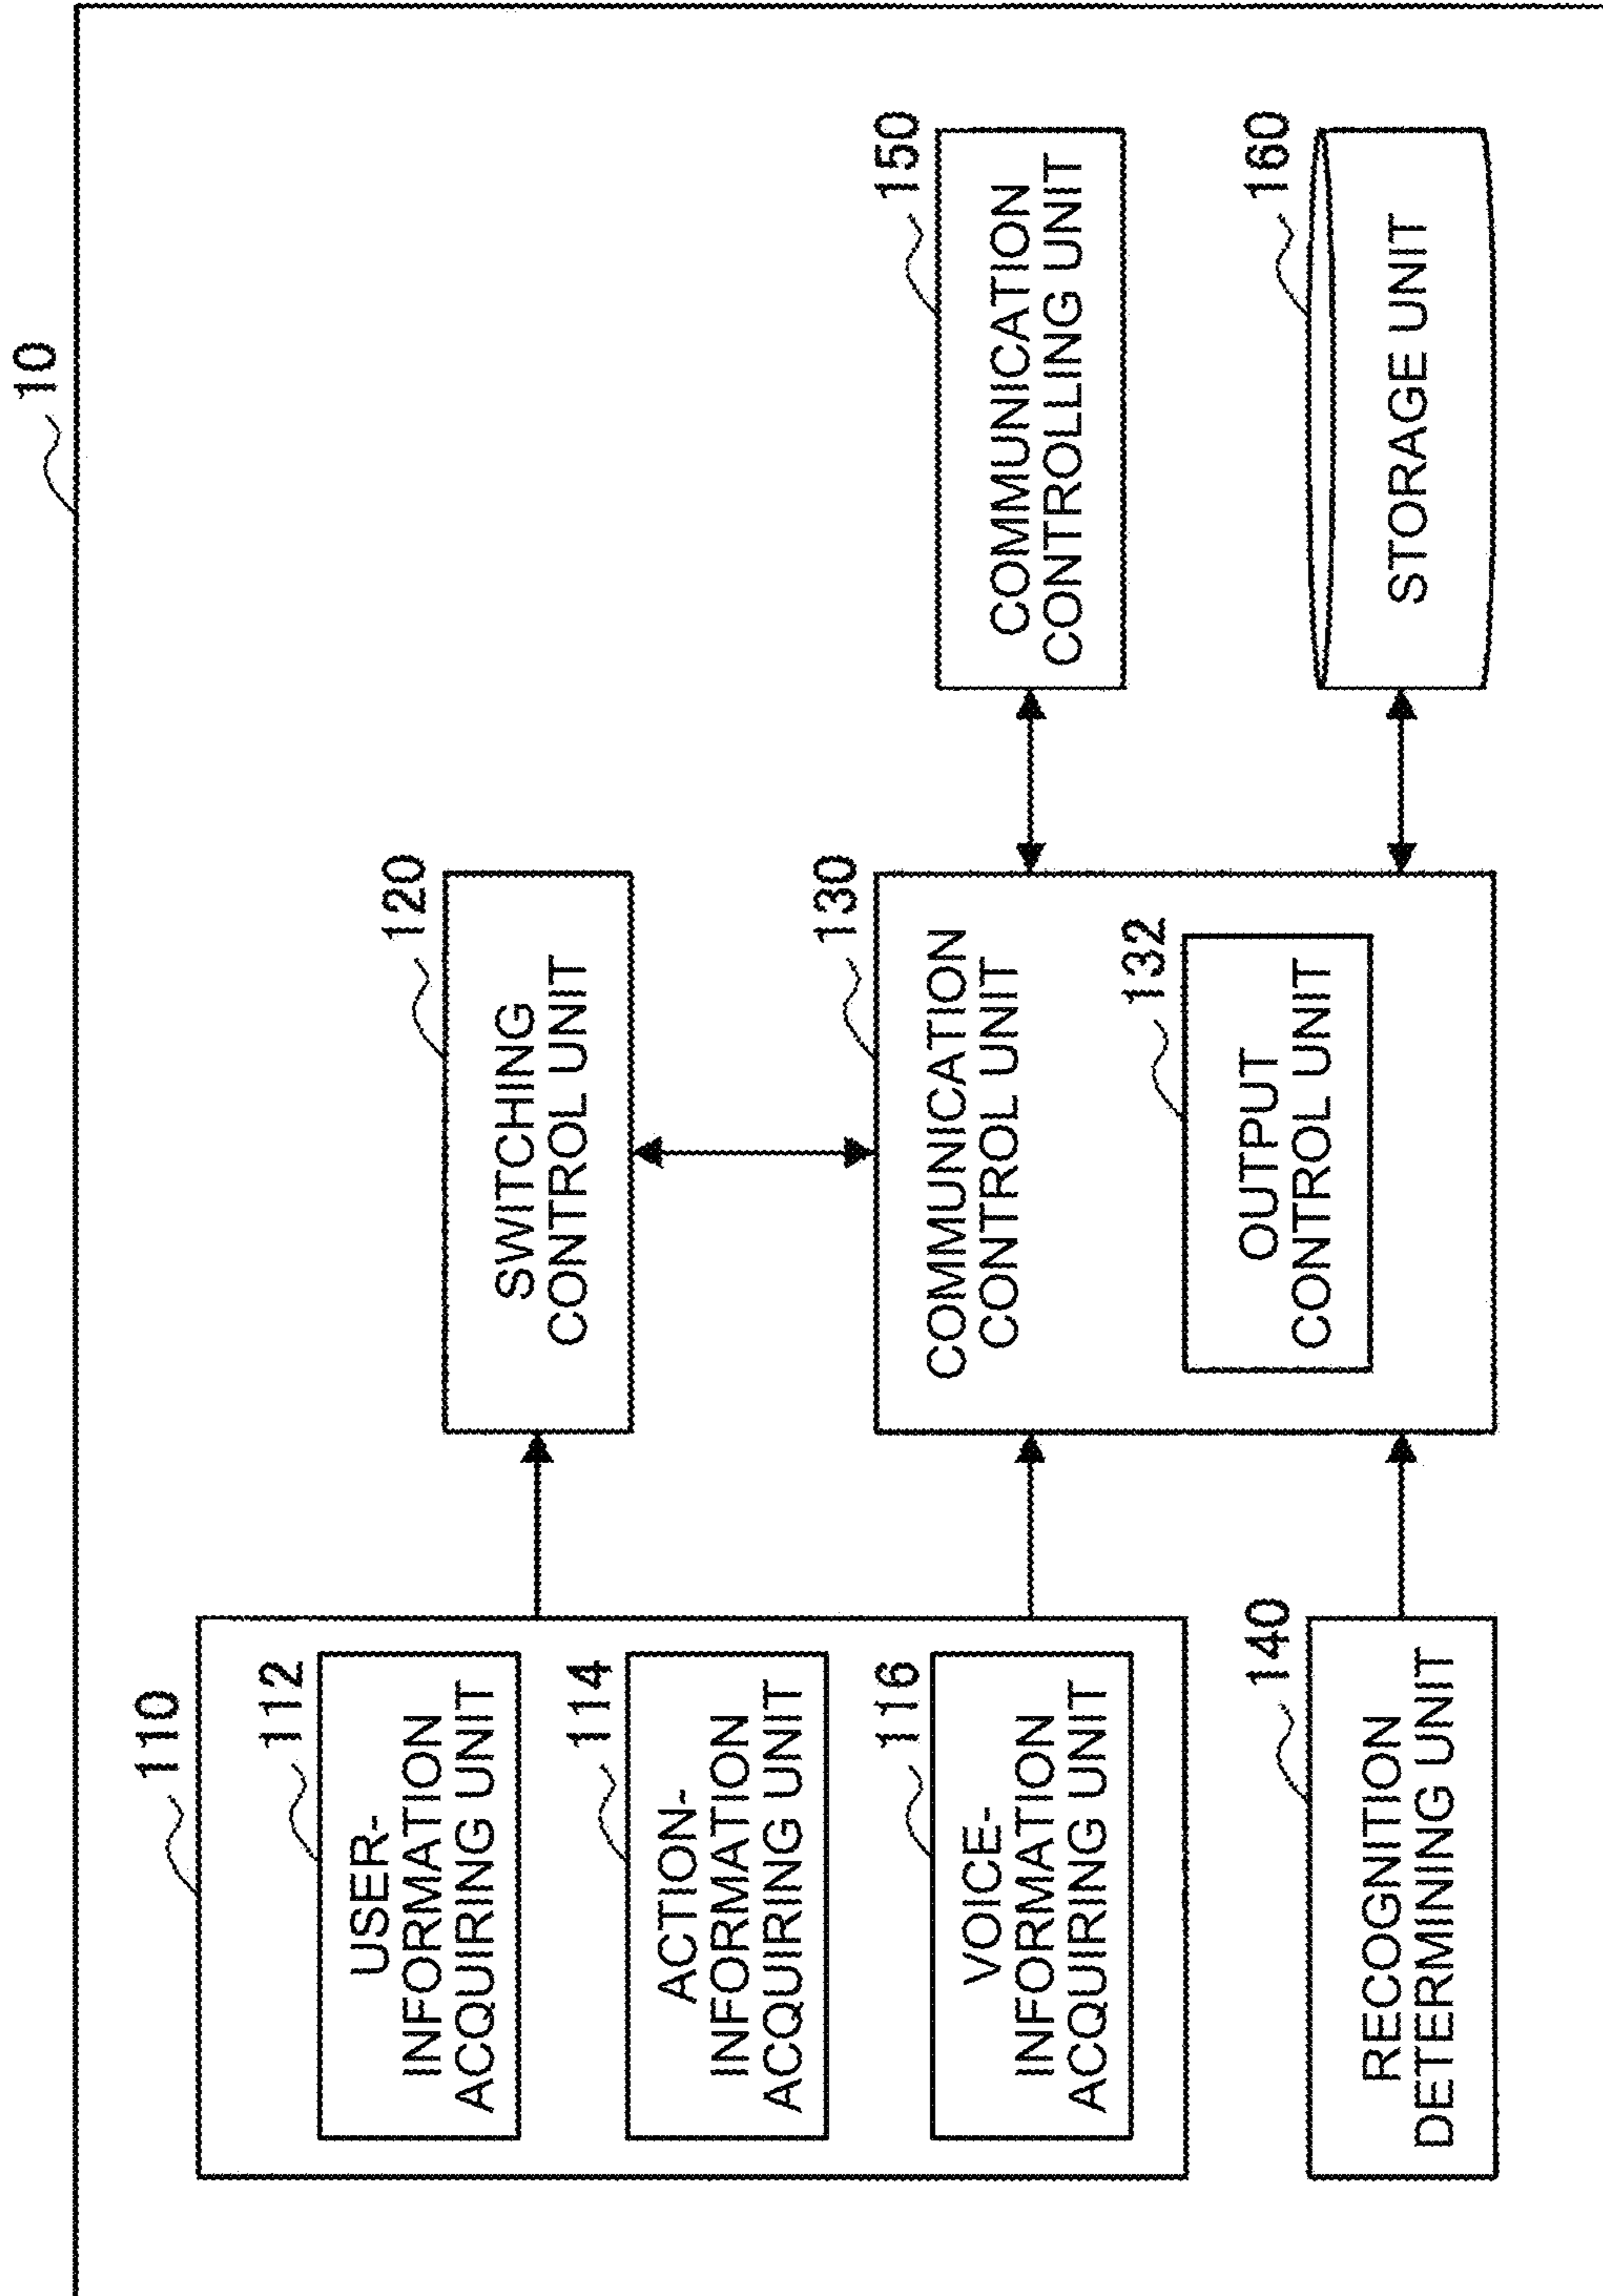 10
110
112
USER-
INFORMATION
ACQUIRING UNIT
114
ACTION-
INFORMATION
ACQUIRING UNIT
116
VOICE-
INFORMATION
ACQUIRING UNIT
140
RECOGNITION
DETERMINING UNIT
120
SWITCHING
CONTROL UNIT
130
COMMUNICATION
CONTROL UNIT
132
OUTPUT
CONTROL UNIT
150
COMMUNICATION
CONTROLLING UNIT
160
STORAGE UNIT